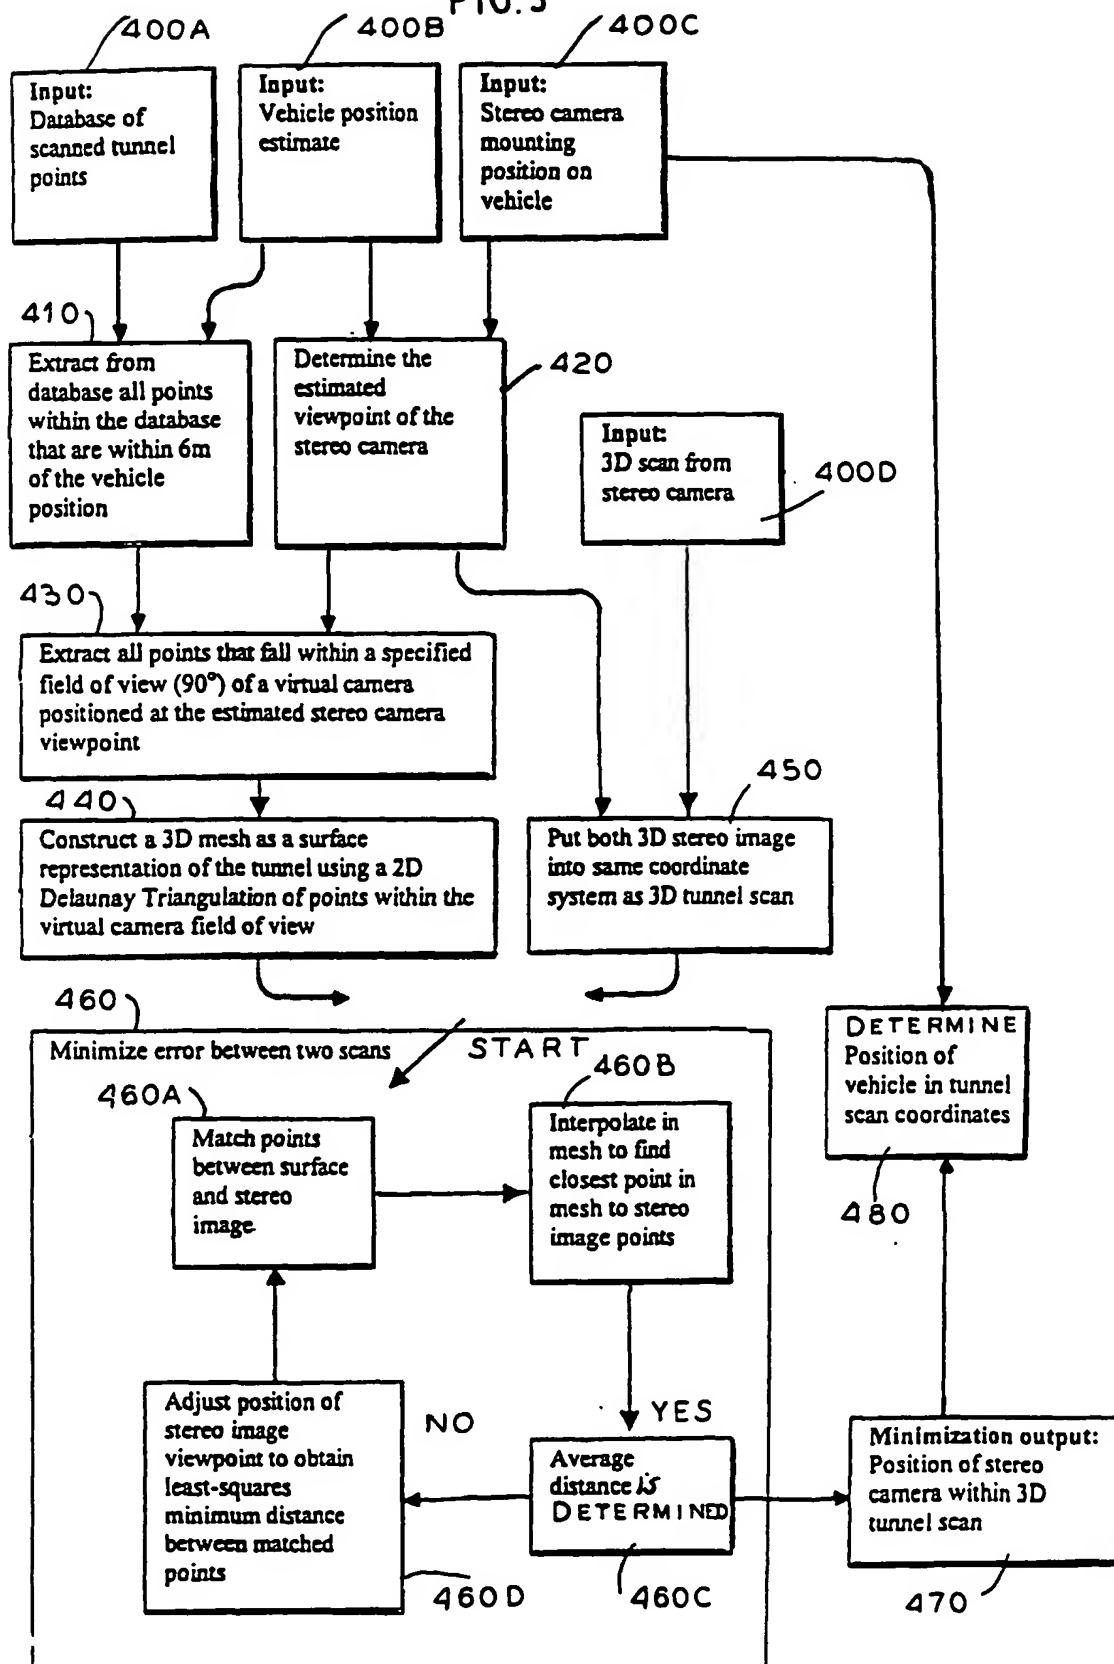 FIG.5
400A
400B
400C
Input:
Database of
scanned tunnel
points
Input:
Vehicle position
estimate
Input:
Stereo camera
mounting
position on
vehicle
410
Extract from
database all points
within the database
that are within 6m
of the vehicle
position
Determine the
estimated
viewpoint of the
stereo camera
420
Input:
3D scan from
stereo camera
400D
430
Extract all points that fall within a specified
field of view (90°) of a virtual camera
positioned at the estimated stereo camera
viewpoint
440
Construct a 3D mesh as a surface
representation of the tunnel using a 2D
Delaunay Triangulation of points within the
virtual camera field of view
450
Put both 3D stereo image
into same coordinate
system as 3D tunnel scan
460
Minimize error between two scans
START
460A
Match points
between surface
and stereo
image
460B
Interpolate in
mesh to find
closest point in
mesh to stereo
image points
DETERMINE
Position of
vehicle in tunnel
scan coordinates
480
Adjust position of
stereo image
viewpoint to obtain
least-squares
minimum distance
between matched
points
460D
NO
YES
Average
distance is
DETERMINED
460C
Minimization output:
Position of stereo
camera within 3D
tunnel scan
470